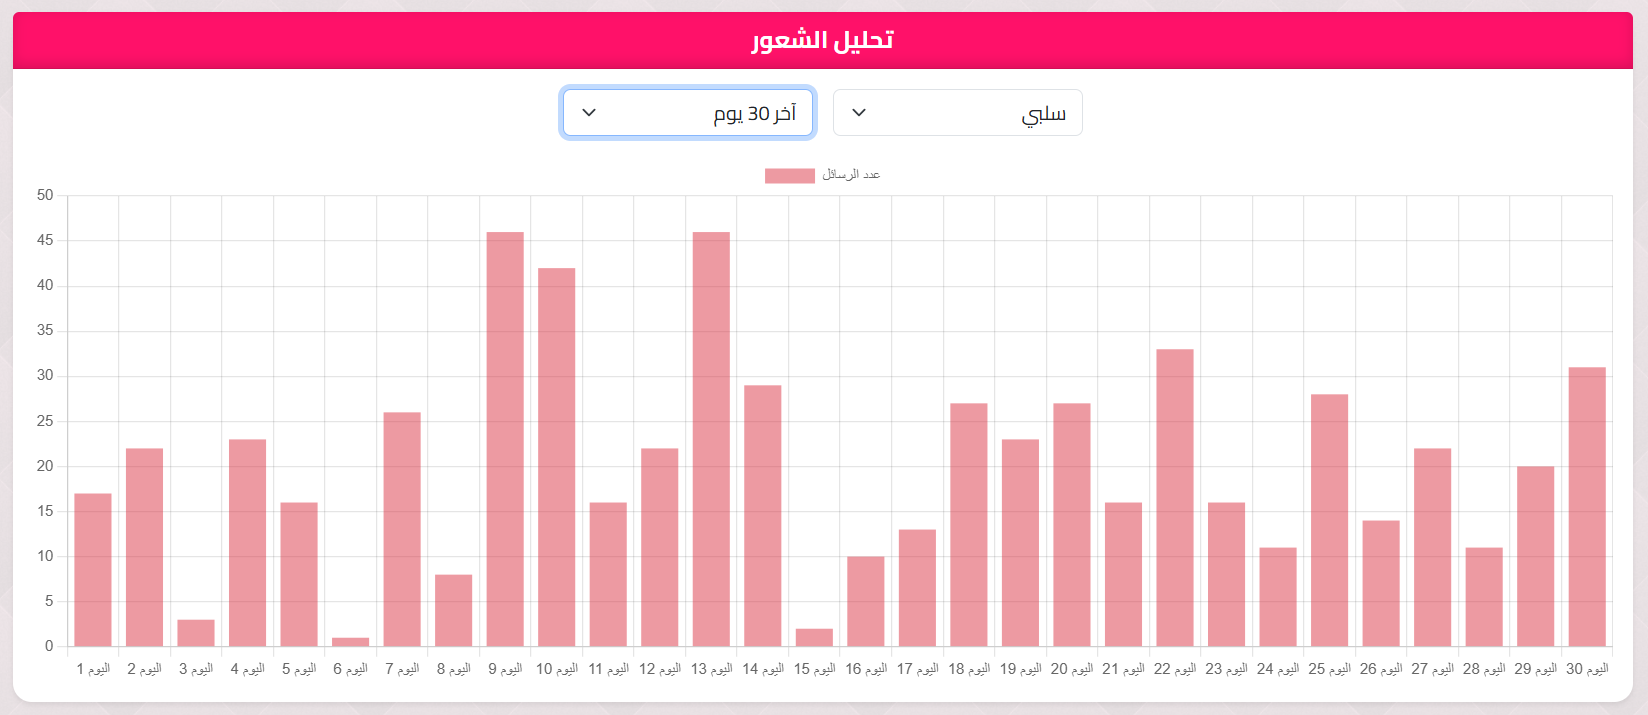 تحليل الشعور
سلبي
آخر 30 يوم
عدد الرسائل
50
45
40
35
30
25
20
15
10
5
0
اليوم 1
اليوم 2
اليوم 3
اليوم 4
اليوم 5
اليوم 6
اليوم 7
اليوم 8
اليوم 9
اليوم 10
اليوم 11
اليوم 12
اليوم 13
اليوم 14
اليوم 15
اليوم 16
اليوم 17
اليوم 18
اليوم 19
اليوم 20
اليوم 21
اليوم 22
اليوم 23
اليوم 24
اليوم 25
اليوم 26
اليوم 27
اليوم 28
اليوم 29
اليوم 30